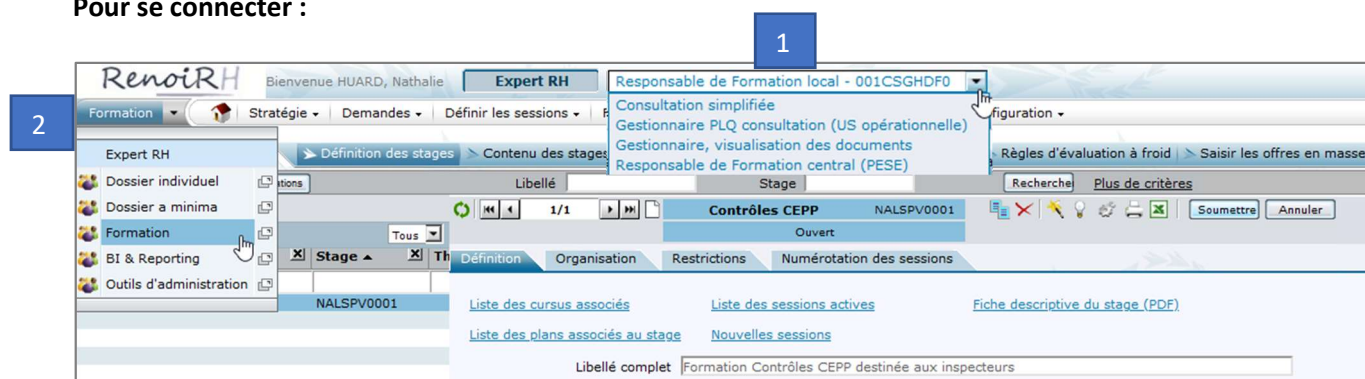 Pour se connecter :
1
RenoiRH Bienvenue HUARD, Nathalie Expert RH Responsable de Formation local - 001CSGHDF0
2
Formation Stratégie Demandes Définir les sessions figuration
Consultation simplifiée
Gestionnaire PLQ consultation (US opérationnelle)
Gestionnaire, visualisation des documents
Responsable de Formation central (PESE)
Expert RH
Dossier individuel
Dossier a minima
Formation
BI & Reporting
Outils d'administration
Définition des stages Contenu des stages Règles d'évaluation à froid Saisir les offres en masse
ations Libellé Stage Recherche Plus de critères
1/1 Contrôles CEPP NALSPV0001 Soumettre Annuler
Ouvert
Tous
Stage Th
NALSPV0001
Définition Organisation Restrictions Numérotation des sessions
Liste des cursus associés Liste des sessions actives Fiche descriptive du stage (PDF)
Liste des plans associés au stage Nouvelles sessions
Libellé complet Formation Contrôles CEPP destinée aux inspecteurs